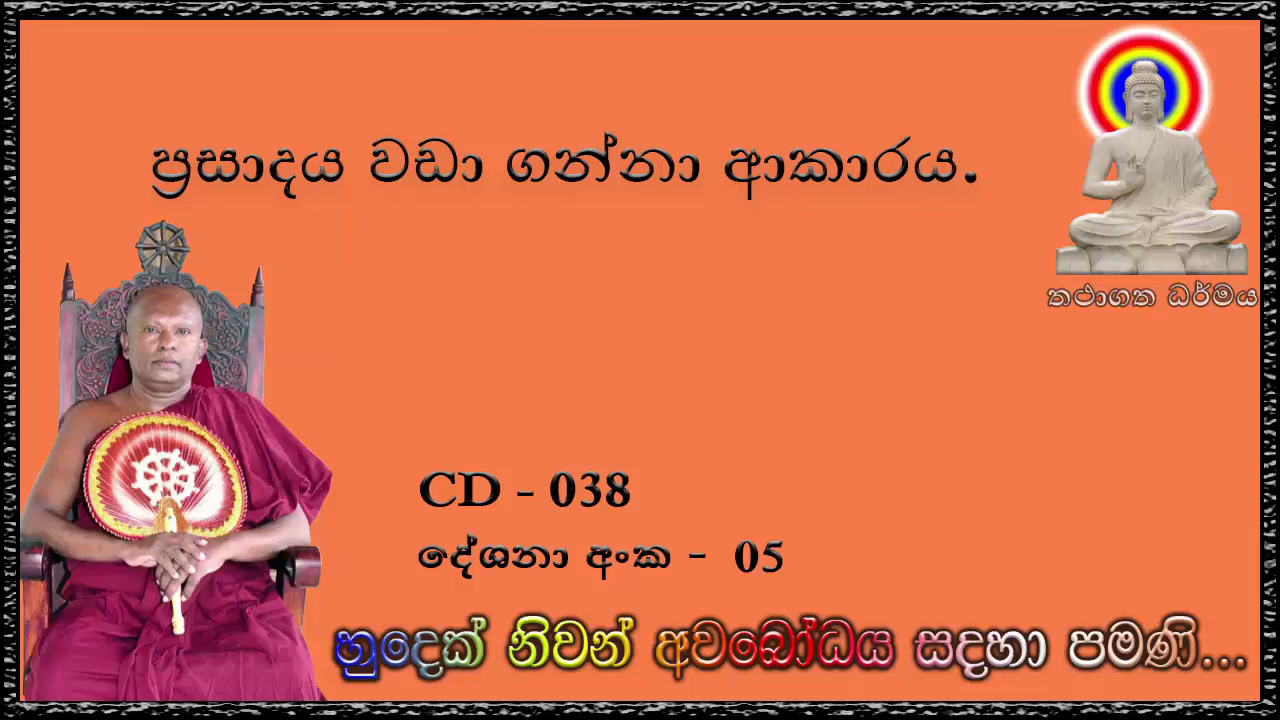 ප්‍රසාදය වඩා ගන්නා ආකාරය.
තථාගත ධර්මය
CD - 038
දේශනා අංක - 05
හුදෙක් නිවන් අවබෝධය සඳහා පමණි...